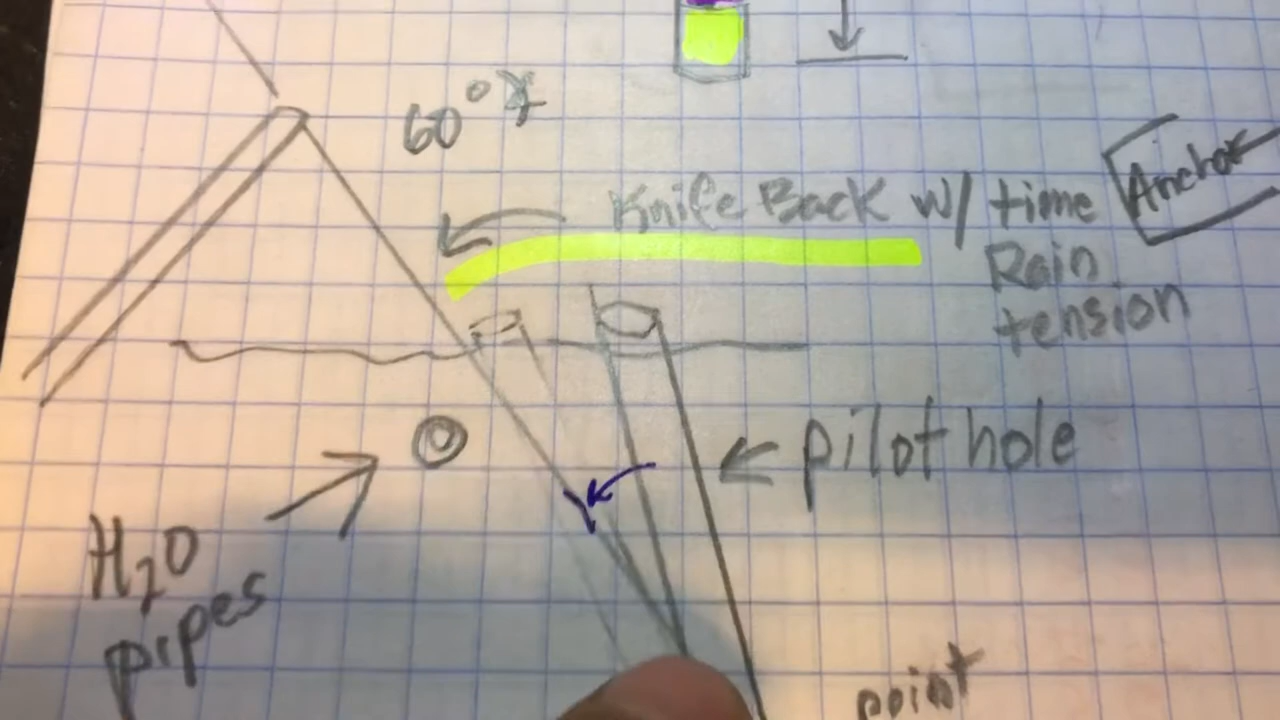 60°
Knife Back w/ time
Rain
tension
Anchor
pilot hole
H2O
pipes
point